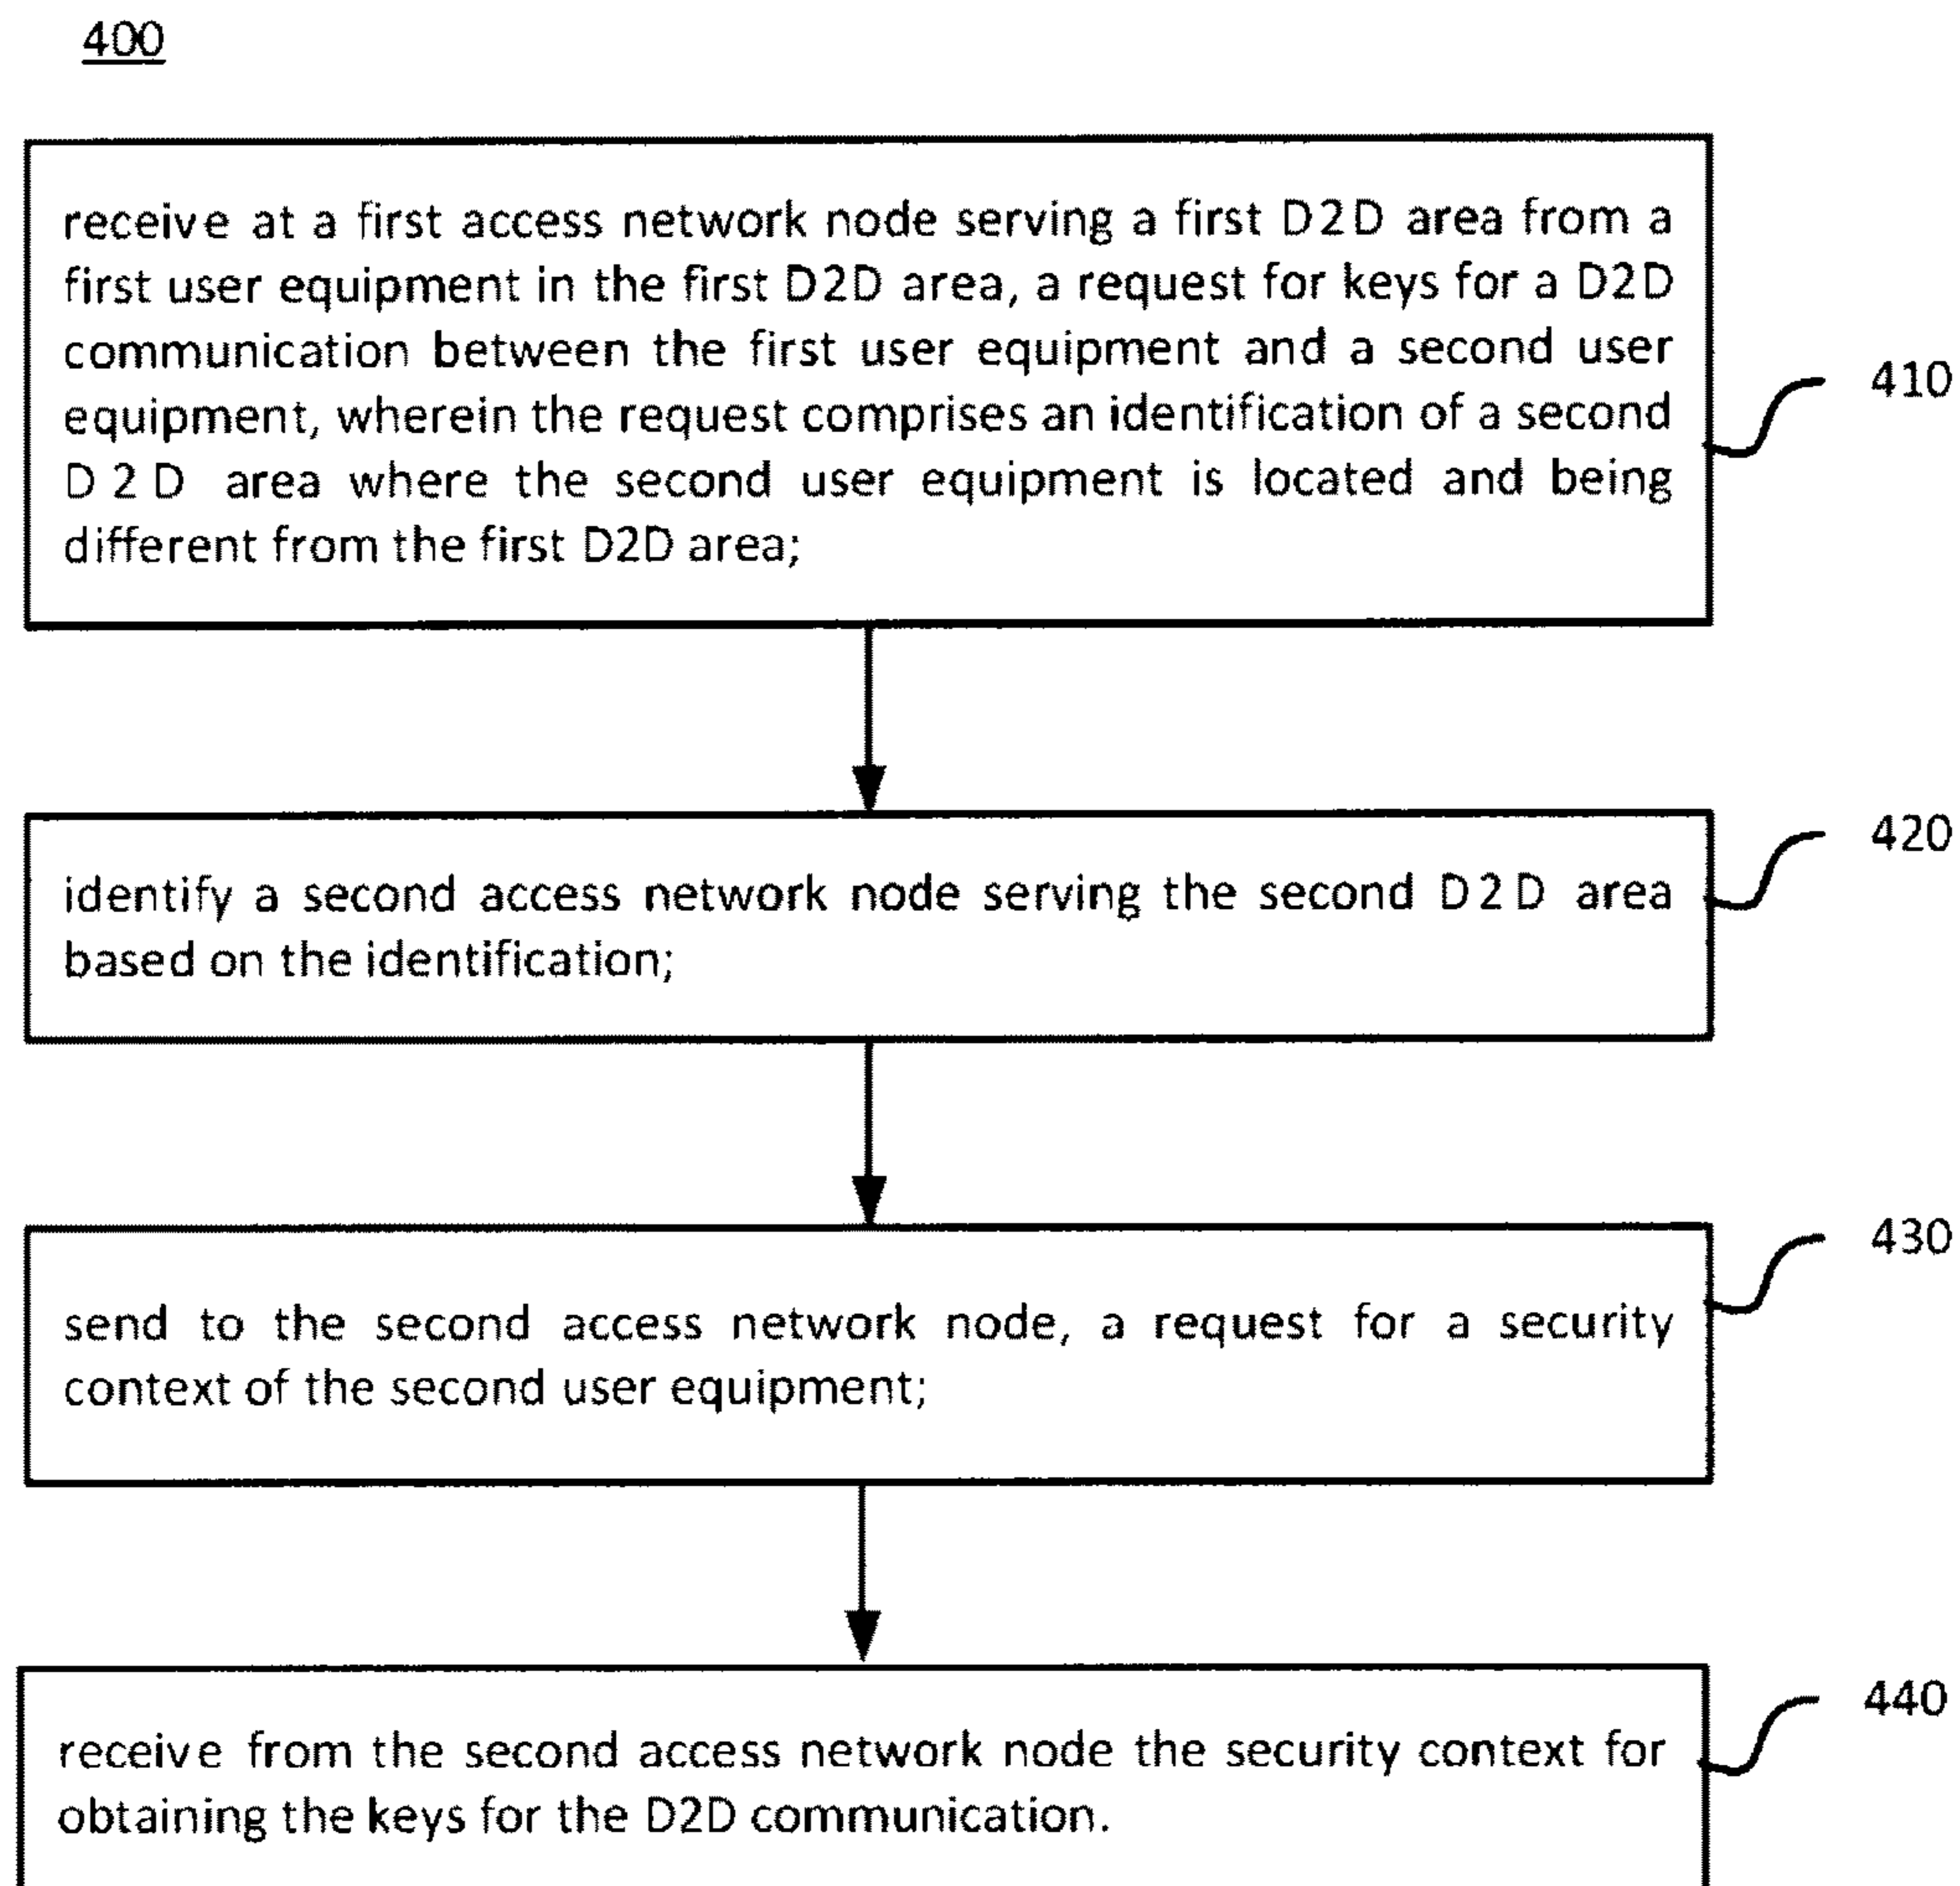 400
receive at a first access network node serving a first D2D area from a
first user equipment in the first D2D area, a request for keys for a D2D
communication between the first user equipment and a second user
equipment, wherein the request comprises an identification of a second
D2D area where the second user equipment is located and being
different from the first D2D area;
410
identify a second access network node serving the second D2D area
based on the identification;
420
send to the second access network node, a request for a security
context of the second user equipment;
430
receive from the second access network node the security context for
obtaining the keys for the D2D communication.
440